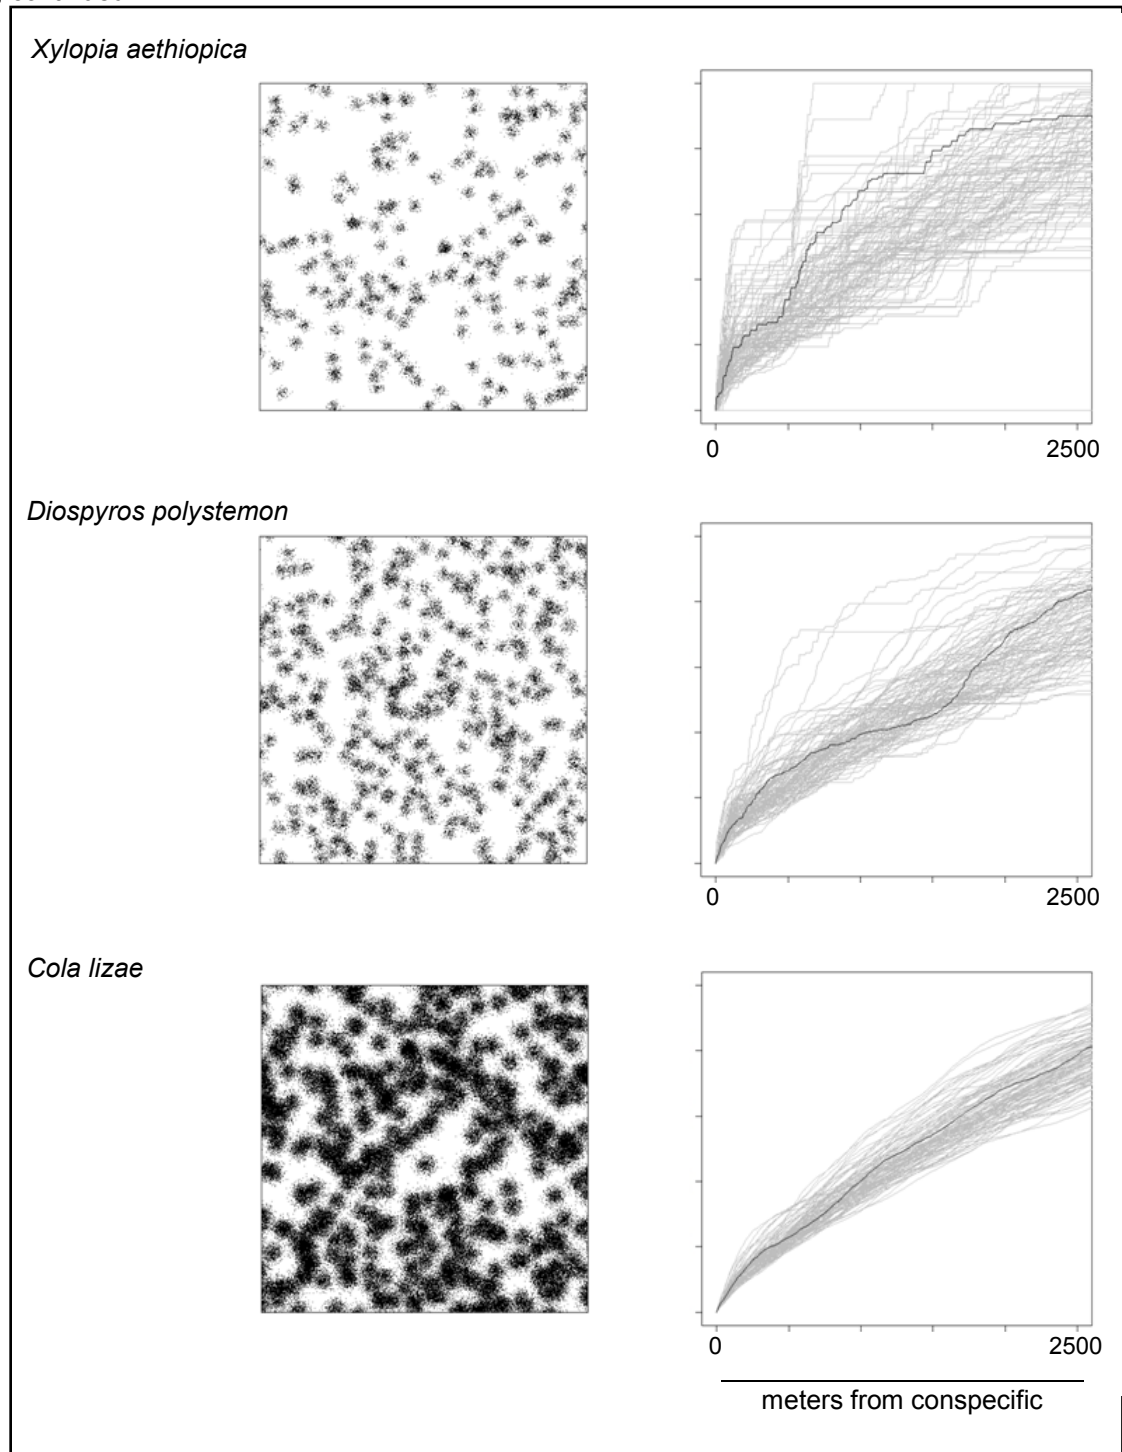 Xylopia aethiopica
0 2500
Diospyros polystemon
0 2500
Cola lizae
0 2500
meters from conspecific